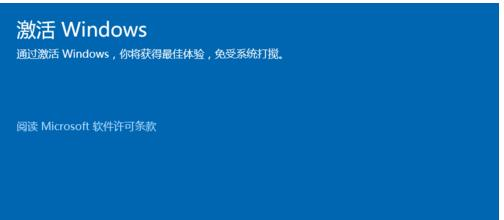 激活 Windows
通过激活 Windows，你将获得最佳体验，免受系统打搅。
阅读 Microsoft 软件许可条款